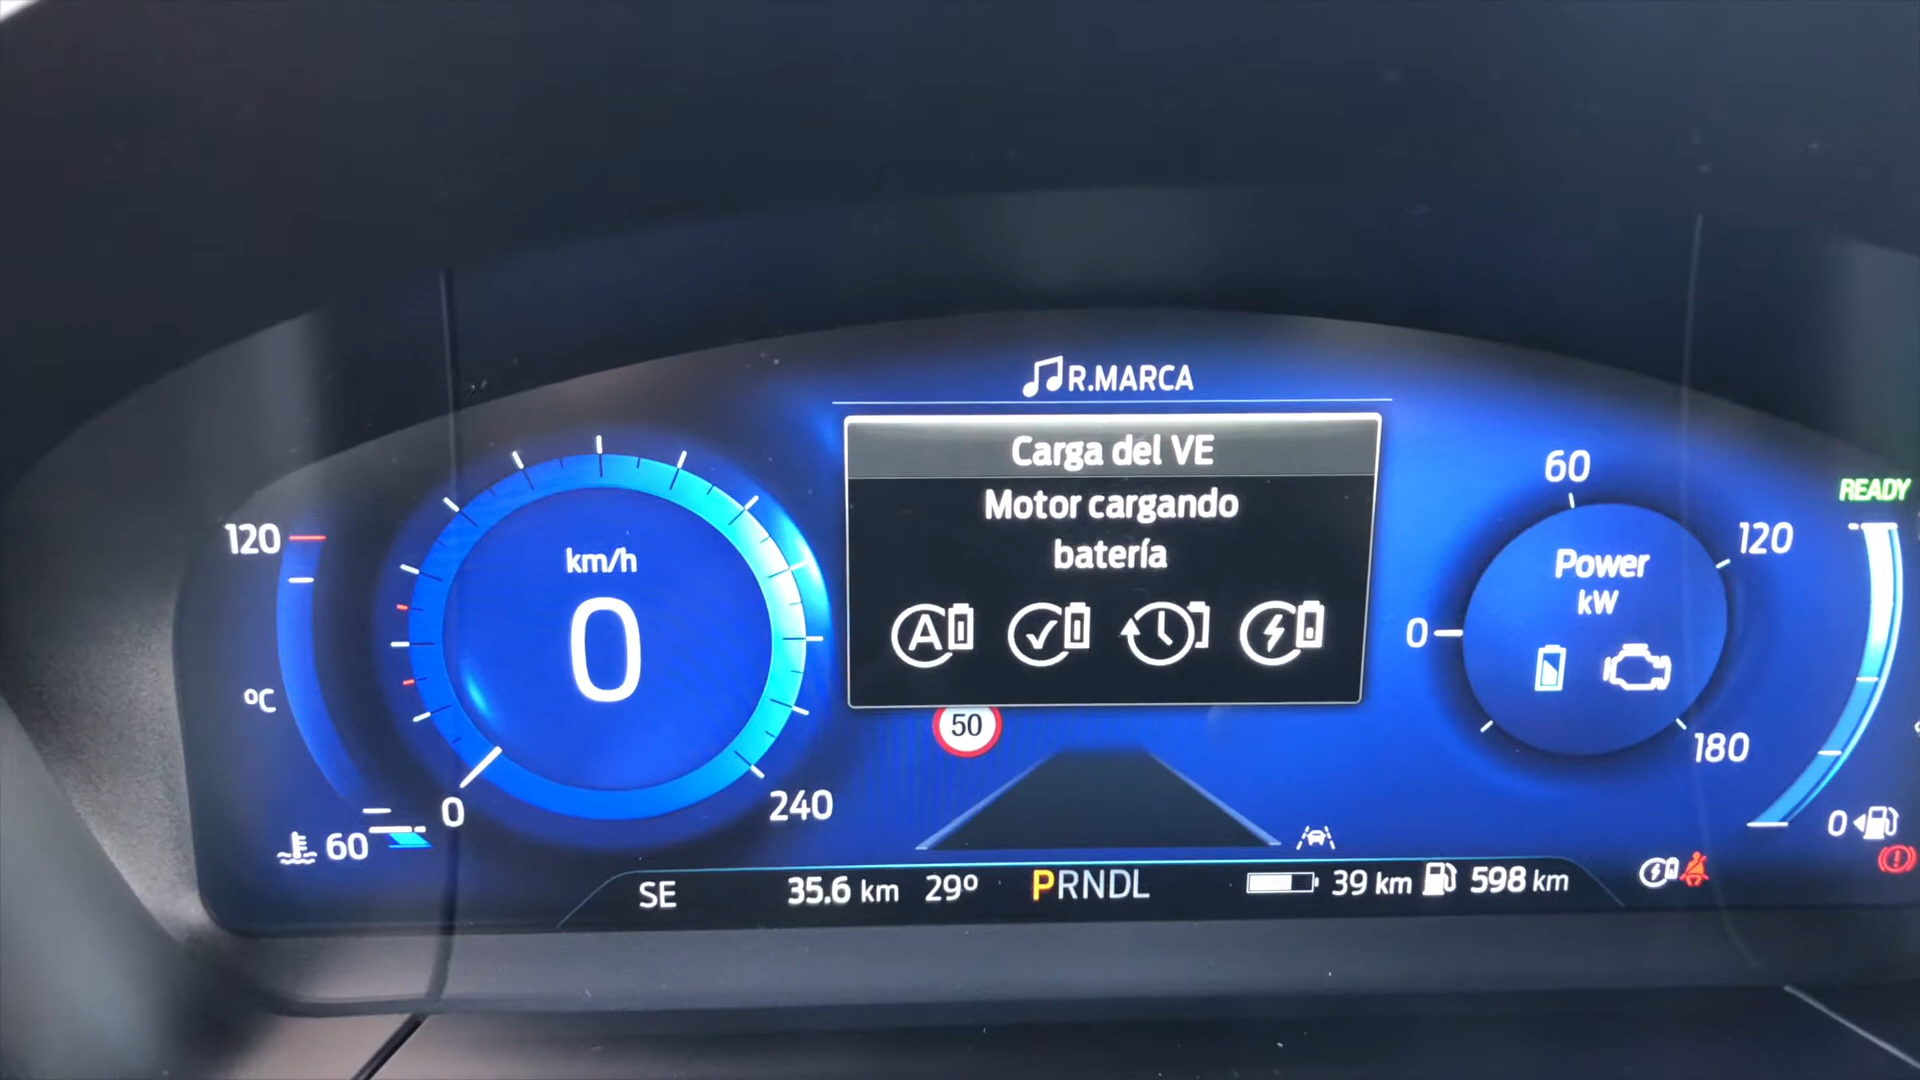 R.MARCA
Carga del VE
Motor cargando
batería
A
120
°C
60
km/h
0
0
240
50
60
0
120
Power
kW
180
READY
0
SE
35.6 km
29°
PRNDL
39 km
598 km